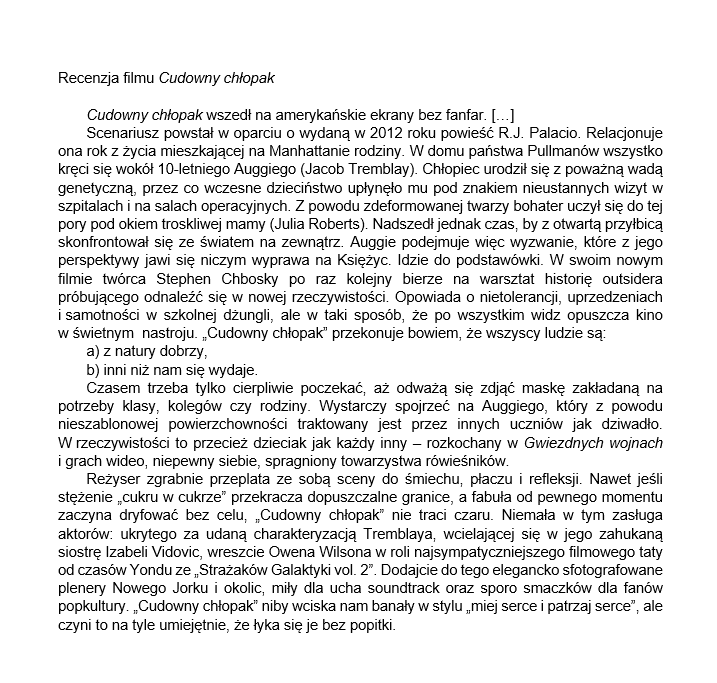 Recenzja filmu Cudowny chłopak
Cudowny chłopak wszedł na amerykańskie ekrany bez fanfar. […]
Scenariusz powstał w oparciu o wydaną w 2012 roku powieść R.J. Palacio. Relacjonuje
ona rok z życia mieszkającej na Manhattanie rodziny. W domu państwa Pullmanów wszystko
kręci się wokół 10-letniego Auggiego (Jacob Tremblay). Chłopiec urodził się z poważną wadą
genetyczną, przez co wczesne dzieciństwo upłynęło mu pod znakiem nieustannych wizyt w
szpitalach i na salach operacyjnych. Z powodu zdeformowanej twarzy bohater uczył się do tej
pory pod okiem troskliwej mamy (Julia Roberts). Nadszedł jednak czas, by z otwartą przyłbicą
skonfrontował się ze światem na zewnątrz. Auggie podejmuje więc wyzwanie, które z jego
perspektywy jawi się niczym wyprawa na Księżyc. Idzie do podstawówki. W swoim nowym
filmie twórca Stephen Chbosky po raz kolejny bierze na warsztat historię outsidera
próbującego odnaleźć się w nowej rzeczywistości. Opowiada o nietolerancji, uprzedzeniach
i samotności w szkolnej dżungli, ale w taki sposób, że po wszystkim widz opuszcza kino
w świetnym nastroju. „Cudowny chłopak” przekonuje bowiem, że wszyscy ludzie są:
a) z natury dobrzy,
b) inni niż nam się wydaje.
Czasem trzeba tylko cierpliwie poczekać, aż odważą się zdjąć maskę zakładaną na
potrzeby klasy, kolegów czy rodziny. Wystarczy spojrzeć na Auggiego, który z powodu
nieszablonowej powierzchowności traktowany jest przez innych uczniów jak dziwadło.
W rzeczywistości to przecież dzieciak jak każdy inny – rozkochany w Gwiezdnych wojnach
i grach wideo, niepewny siebie, spragniony towarzystwa rówieśników.
Reżyser zgrabnie przeplata ze sobą sceny do śmiechu, płaczu i refleksji. Nawet jeśli
stężenie „cukru w cukrze” przekracza dopuszczalne granice, a fabuła od pewnego momentu
zaczyna dryfować bez celu, „Cudowny chłopak” nie traci czaru. Niemała w tym zasługa
aktorów: ukrytego za udaną charakteryzacją Tremblaya, wcielającej się w jego zahukaną
siostrę Izabeli Vidovic, wreszcie Owena Wilsona w roli najsympatyczniejszego filmowego taty
od czasów Yondu ze „Strażaków Galaktyki vol. 2”. Dodajcie do tego elegancko sfotografowane
plenery Nowego Jorku i okolic, miły dla ucha soundtrack oraz sporo smaczków dla fanów
popkultury. „Cudowny chłopak” niby wciska nam banały w stylu „miej serce i patrzaj serce”, ale
czyni to na tyle umiejętnie, że łyka się je bez popitki.